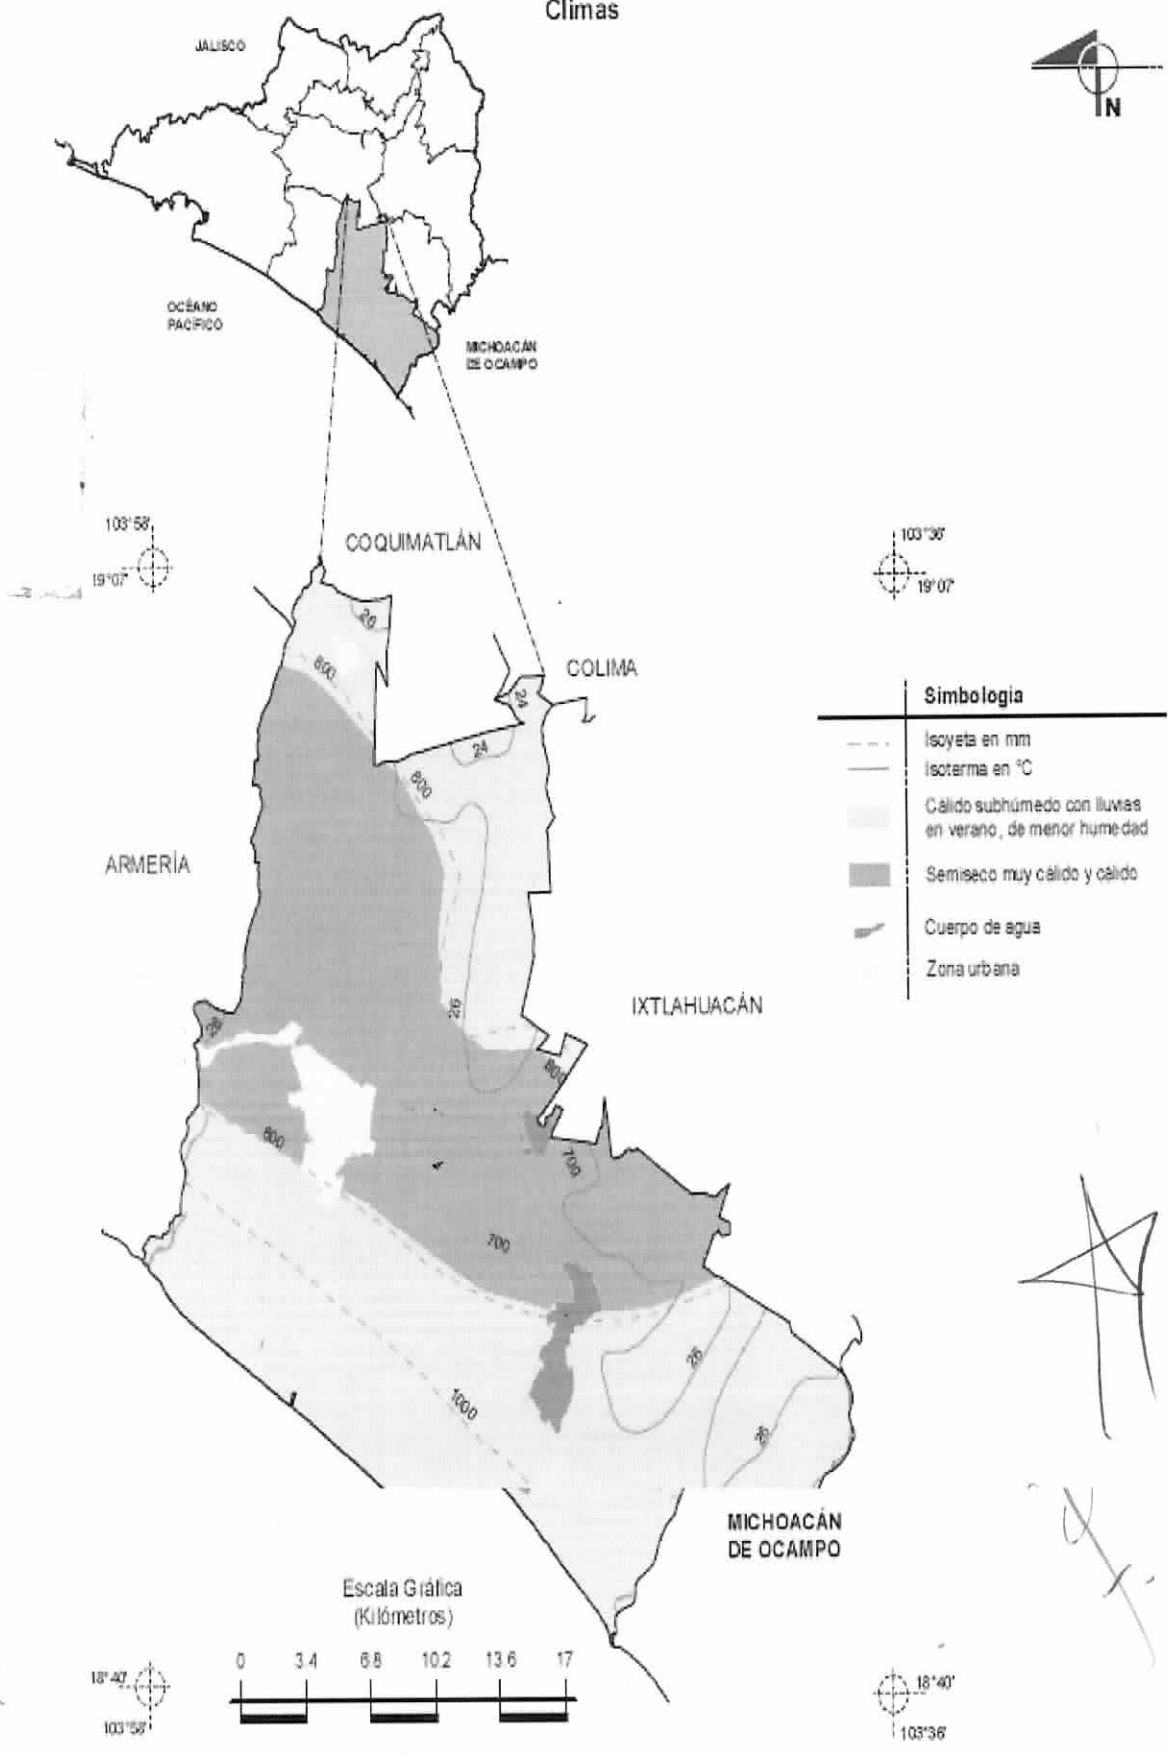 Climas
JALISCO
N
OCÉANO
PACÍFICO
MICHOACÁN
DE OCAMPO
103°58'
19°07'
COQUIMATLÁN
103°36'
19°07'
26
800
COLIMA
24
24
800
Simbología
Isoyeta en mm
Isoterma en °C
Cálido subhúmedo con lluvias
en verano, de menor humedad
Semiseco muy cálido y cálido
Cuerpo de agua
Zona urbana
ARMERÍA
26
IXTLAHUACÁN
800
800
700
700
26
1000
26
MICHOACÁN
DE OCAMPO
Escala Gráfica
(Kilómetros)
0 3.4 6.8 10.2 13.6 17
18°40'
103°58'
18°40'
103°36'